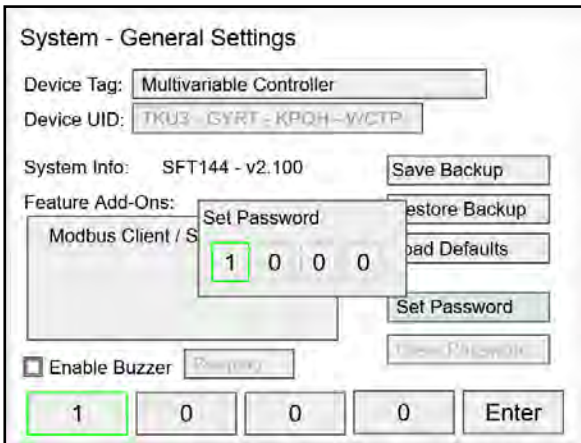 System - General Settings
Device Tag: Multivariable Controller
Device UID: TKU3 - GYRT - KPQH - WCTP
System Info: SFT144 - v2.100
Save Backup
Feature Add-Ons:
Set Password
estore Backup
Modbus Client / S
1 0 0 0
oad Defaults
Set Password
Enable Buzzer
1 0 0 0 Enter